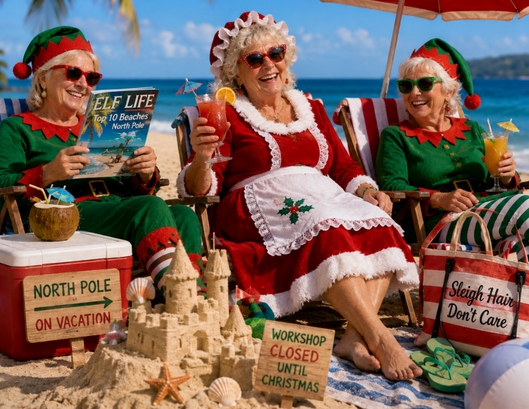 ELF LIFE
Top 10 Beaches
North Pole
NORTH POLE
ON VACATION
WORKSHOP
CLOSED
UNTIL
CHRISTMAS
Sleigh Hair
Don't Care